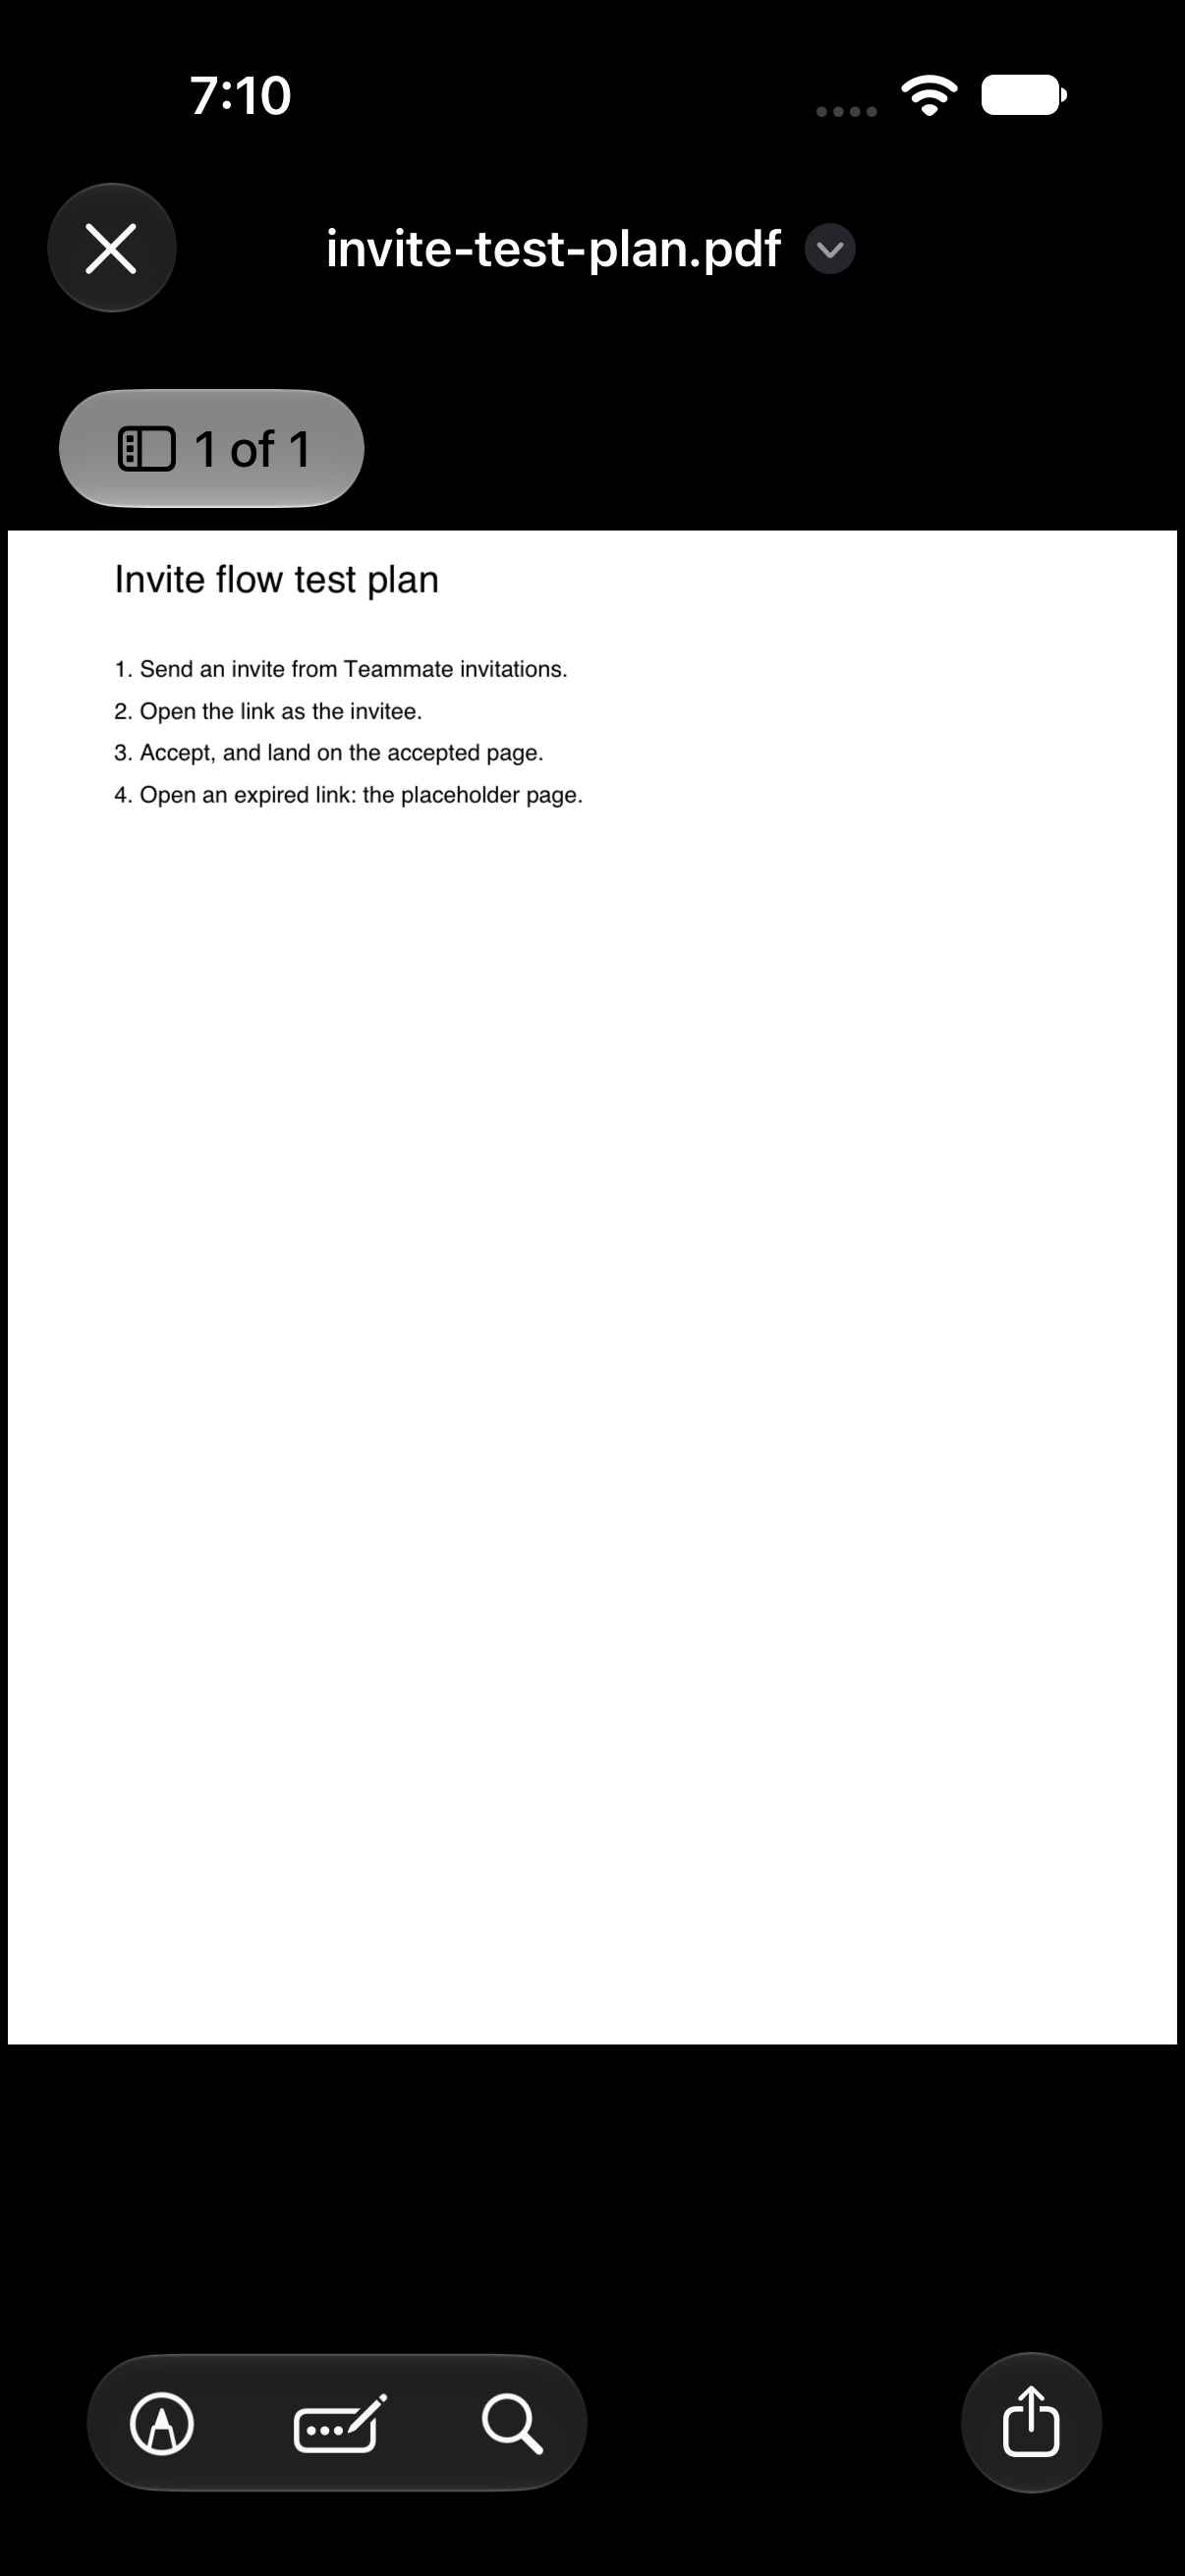 7:10
invite-test-plan.pdf
1 of 1
Invite flow test plan
1. Send an invite from Teammate invitations.
2. Open the link as the invitee.
3. Accept, and land on the accepted page.
4. Open an expired link: the placeholder page.